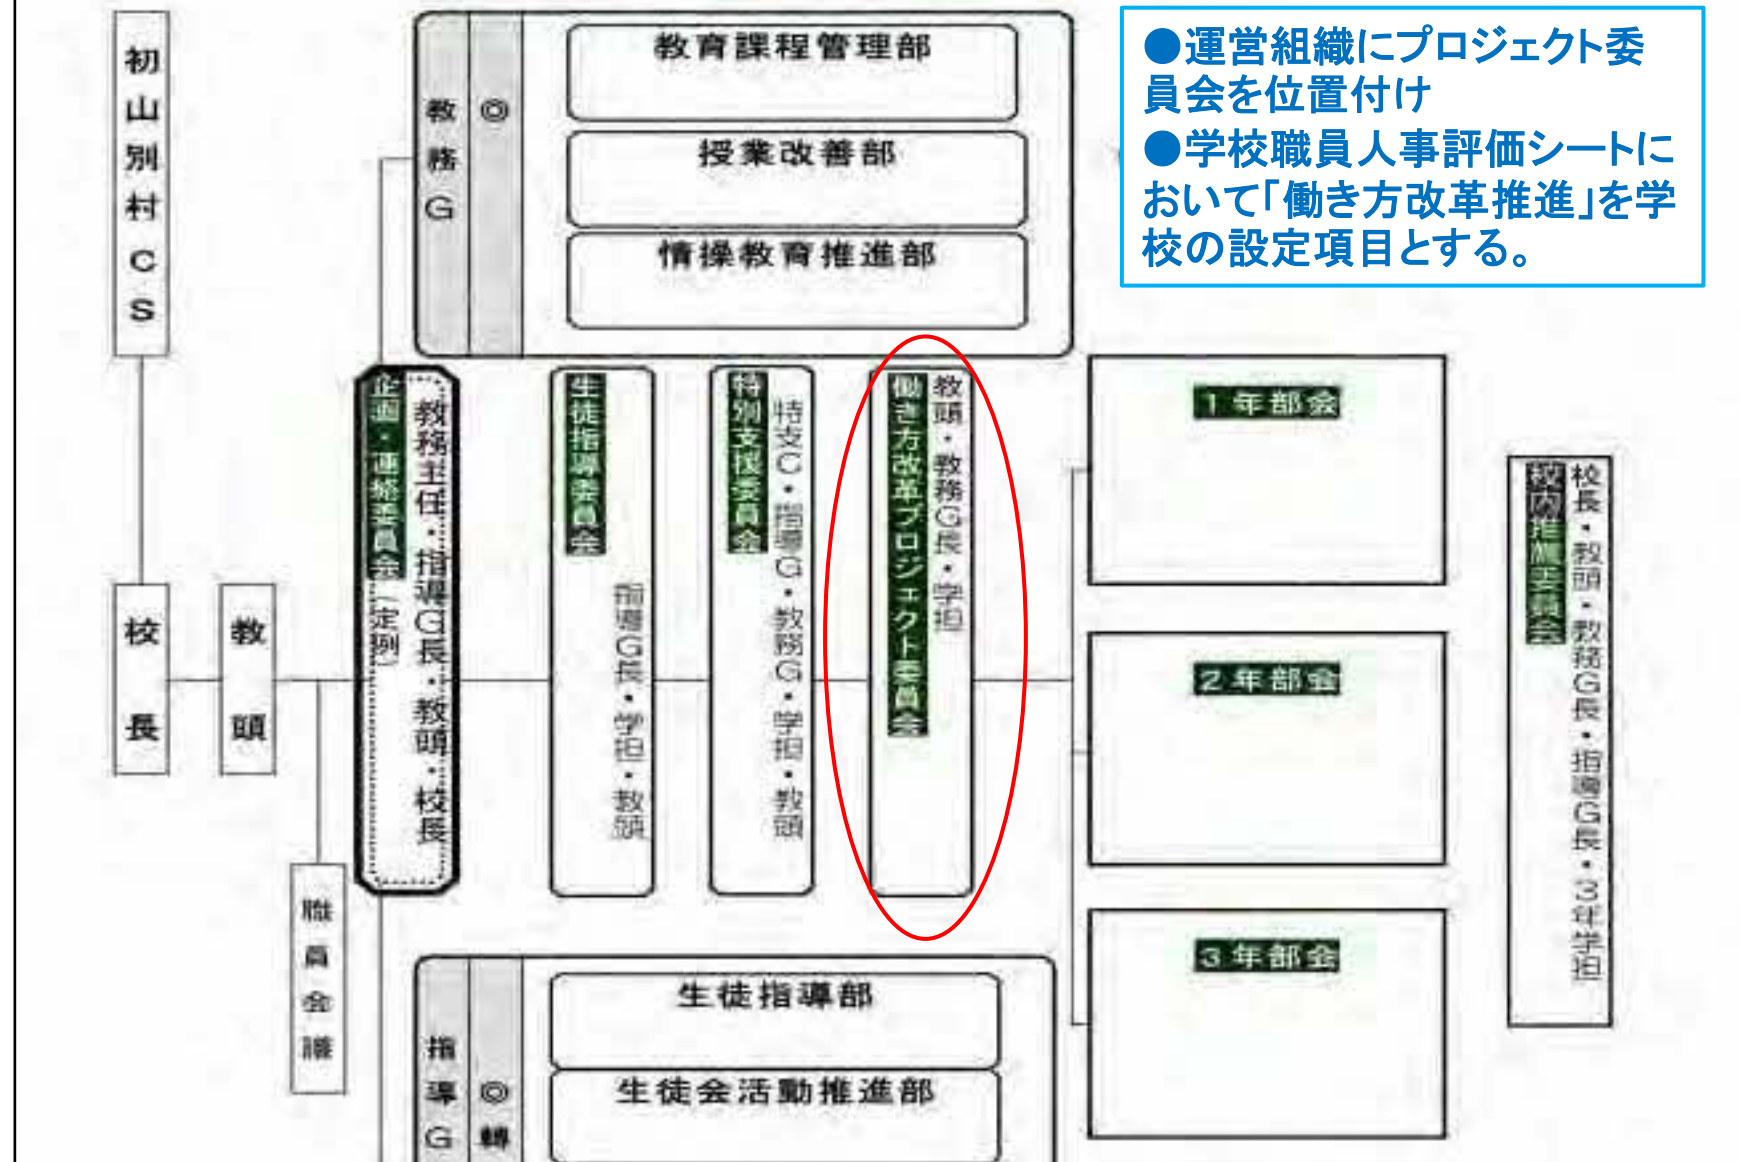 初山別村CS
校長
教頭
職員会議
教務G
◎
教育課程管理部
授業改善部
情操教育推進部
●運営組織にプロジェクト委
員会を位置付け
●学校職員人事評価シートに
おいて「働き方改革推進」を学
校の設定項目とする。
企画・運営委員会(定例)
教務主任・指導G長・教頭・校長
生徒指導委員会
指導G長・学担・教頭
特別支援委員会
特支C・指導G・教務G・学担・教頭
働き方改革プロジェクト委員会
教頭・教務G長・学担
1年部会
2年部会
3年部会
校内
委員会
校長・教頭・教務G長・指導G長・3年学担
指導G
◎
生徒指導部
生徒会活動推進部